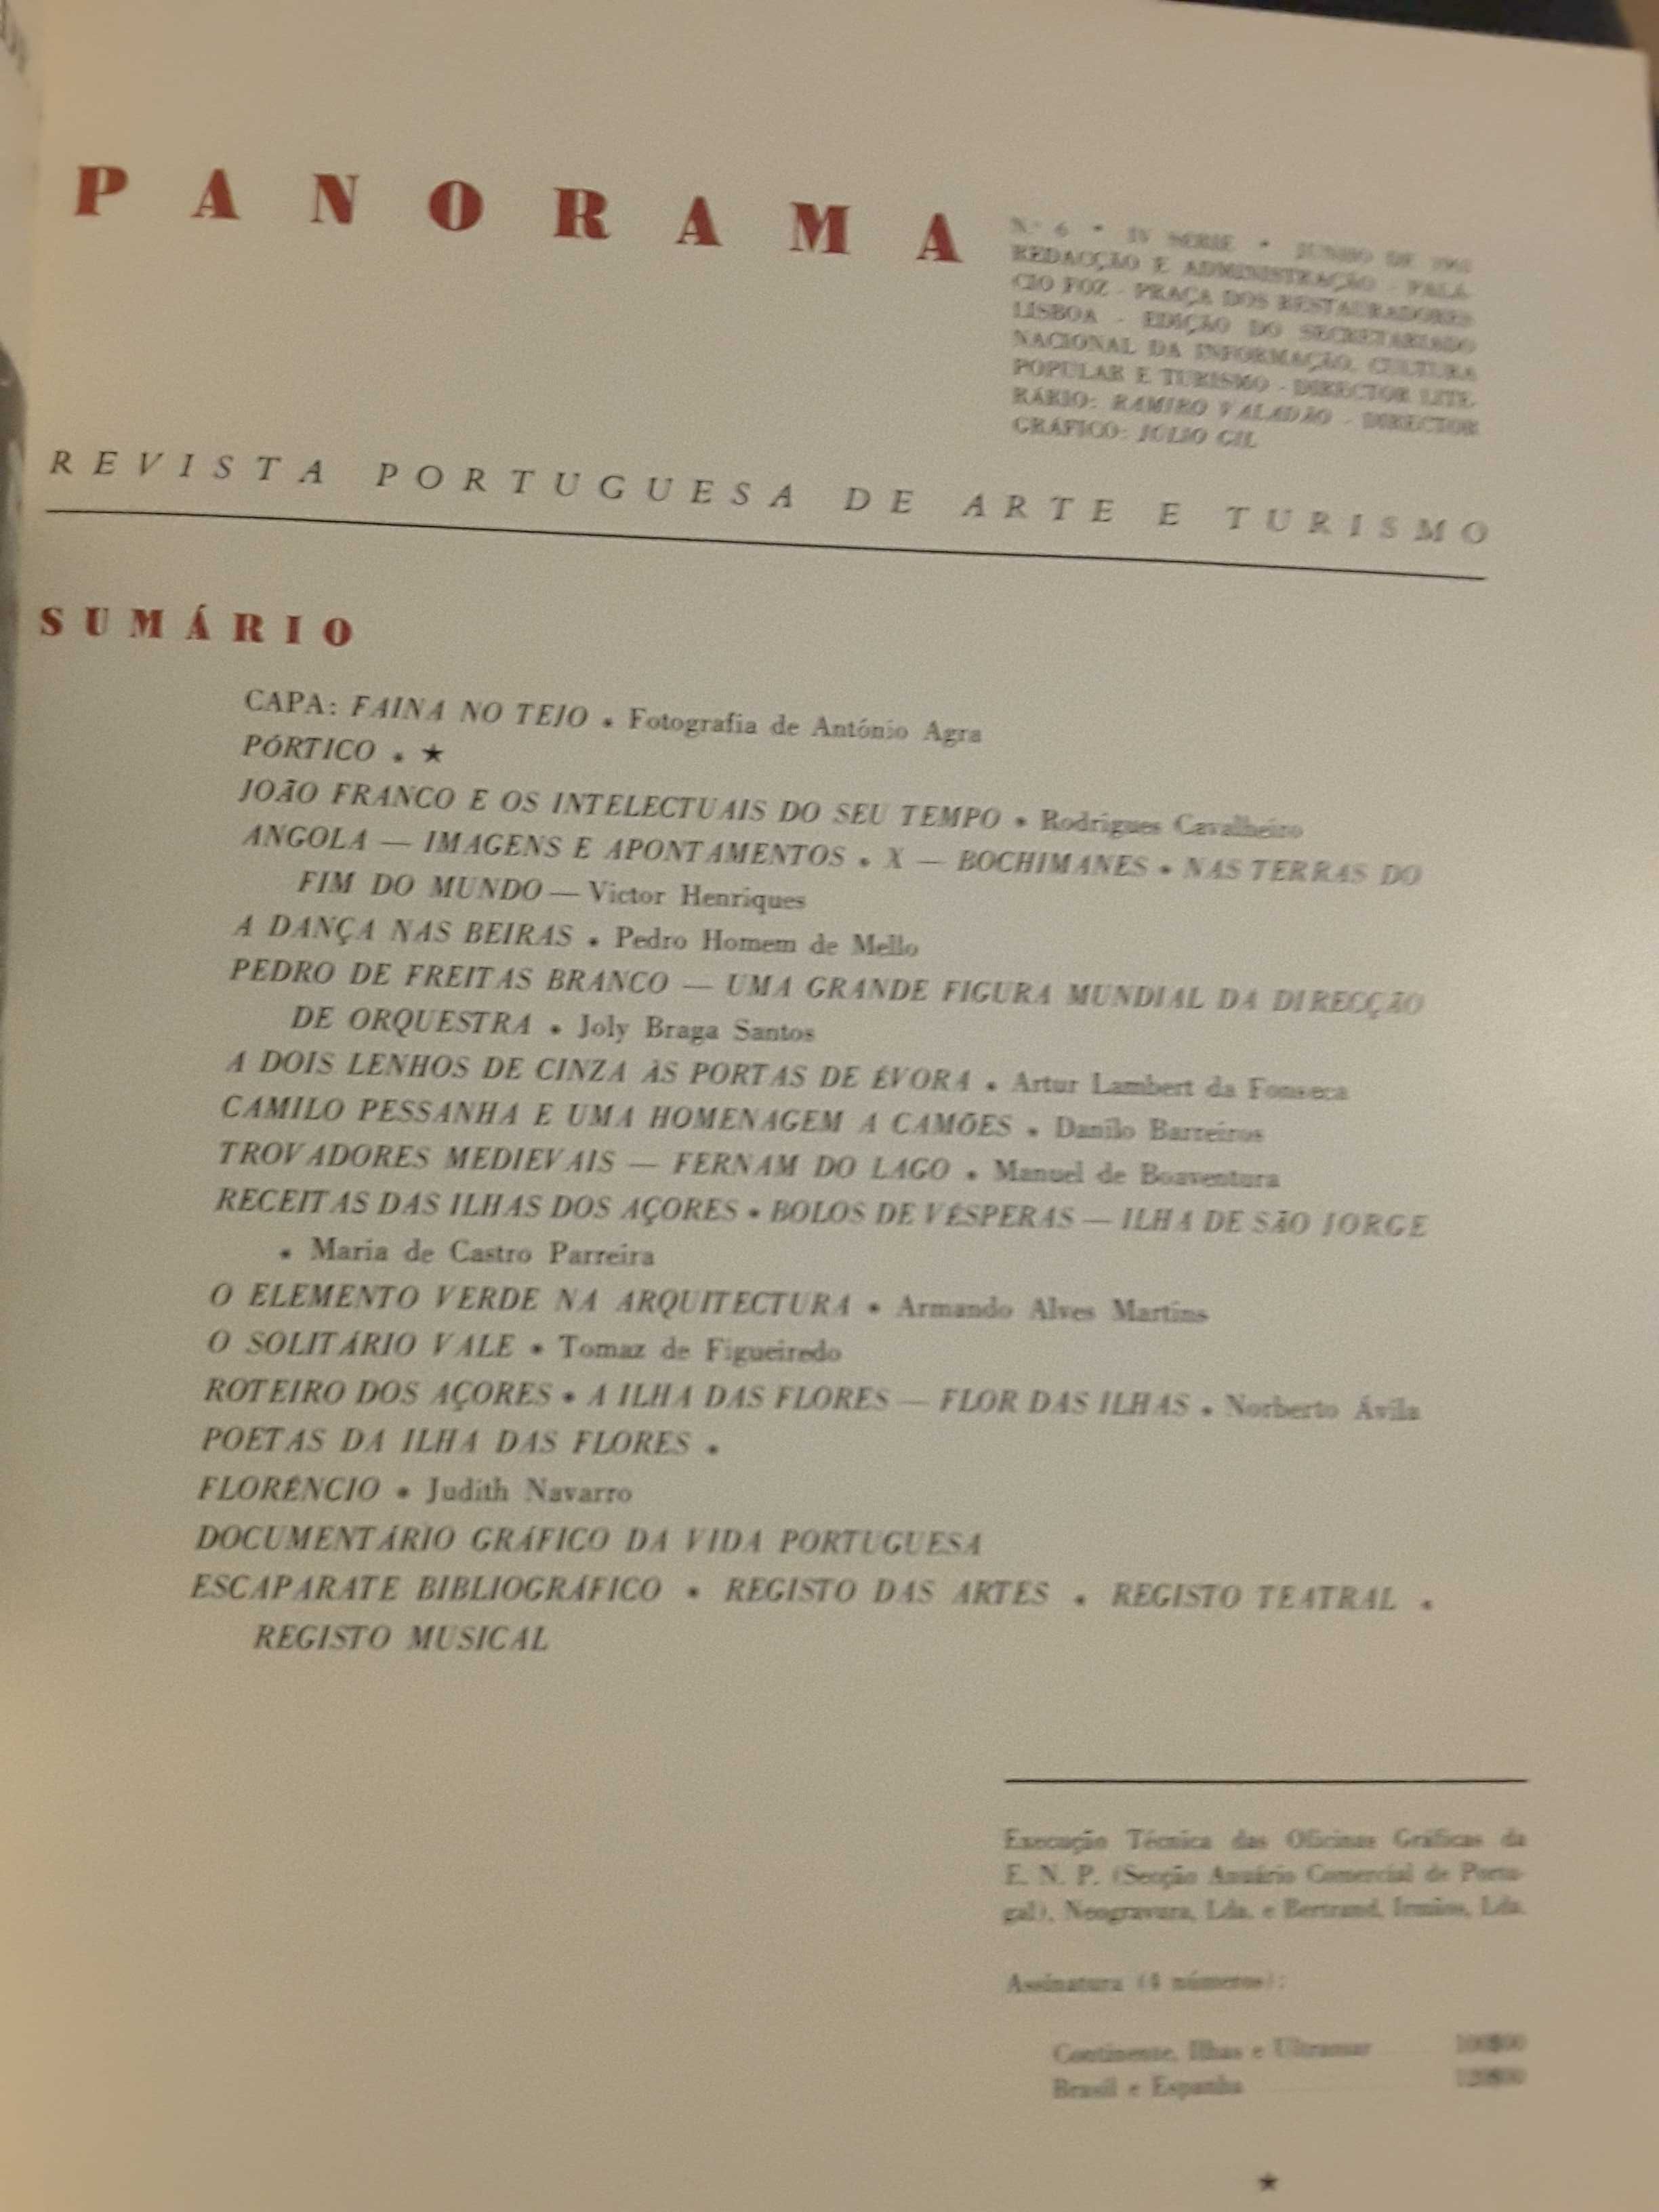 PANORAMA
N.º 6 • IV SÉRIE • JUNHO DE
REDACÇÃO E ADMINISTRAÇÃO - PALÁ-
CIO FOZ - PRAÇA DOS RESTAURADORES
LISBOA - EDIÇÃO DO SECRETARIADO
NACIONAL DA INFORMAÇÃO, CULTURA
POPULAR E TURISMO - DIRECTOR LITE-
RÁRIO: RAMIRO VALADÃO - DIRECTOR
GRÁFICO: JÚLIO GIL
REVISTA PORTUGUESA DE ARTE E TURISMO
SUMÁRIO
CAPA: FAINA NO TEJO • Fotografia de António Agra
PÓRTICO • ★
JOÃO FRANCO E OS INTELECTUAIS DO SEU TEMPO • Rodrigues Cavalheiro
ANGOLA — IMAGENS E APONTAMENTOS • X — BOCHIMANES • NAS TERRAS DO
FIM DO MUNDO — Victor Henriques
A DANÇA NAS BEIRAS • Pedro Homem de Mello
PEDRO DE FREITAS BRANCO — UMA GRANDE FIGURA MUNDIAL DA DIRECÇÃO
DE ORQUESTRA • Joly Braga Santos
A DOIS LENHOS DE CINZA ÀS PORTAS DE ÉVORA • Artur Lambert da Fonseca
CAMILO PESSANHA E UMA HOMENAGEM A CAMÕES • Danilo Barreiros
TROVADORES MEDIEVAIS — FERNAM DO LAGO • Manuel de Boaventura
RECEITAS DAS ILHAS DOS AÇORES • BOLOS DE VÉSPERAS — ILHA DE SÃO JORGE
• Maria de Castro Parreira
O ELEMENTO VERDE NA ARQUITECTURA • Armando Alves Martins
O SOLITÁRIO VALE • Tomaz de Figueiredo
ROTEIRO DOS AÇORES • A ILHA DAS FLORES — FLOR DAS ILHAS • Norberto Ávila
POETAS DA ILHA DAS FLORES •
FLORÊNCIO • Judith Navarro
DOCUMENTÁRIO GRÁFICO DA VIDA PORTUGUESA
ESCAPARATE BIBLIOGRÁFICO • REGISTO DAS ARTES • REGISTO TEATRAL •
REGISTO MUSICAL
Execução Técnica das Oficinas Gráficas da
E. N. P. (Secção Anuário Comercial de Portu-
gal), Neogravura, Lda. e Bertrand, Irmãos, Lda.
Assinatura (4 números):
Continente, Ilhas e Ultramar
Brasil e Espanha
★